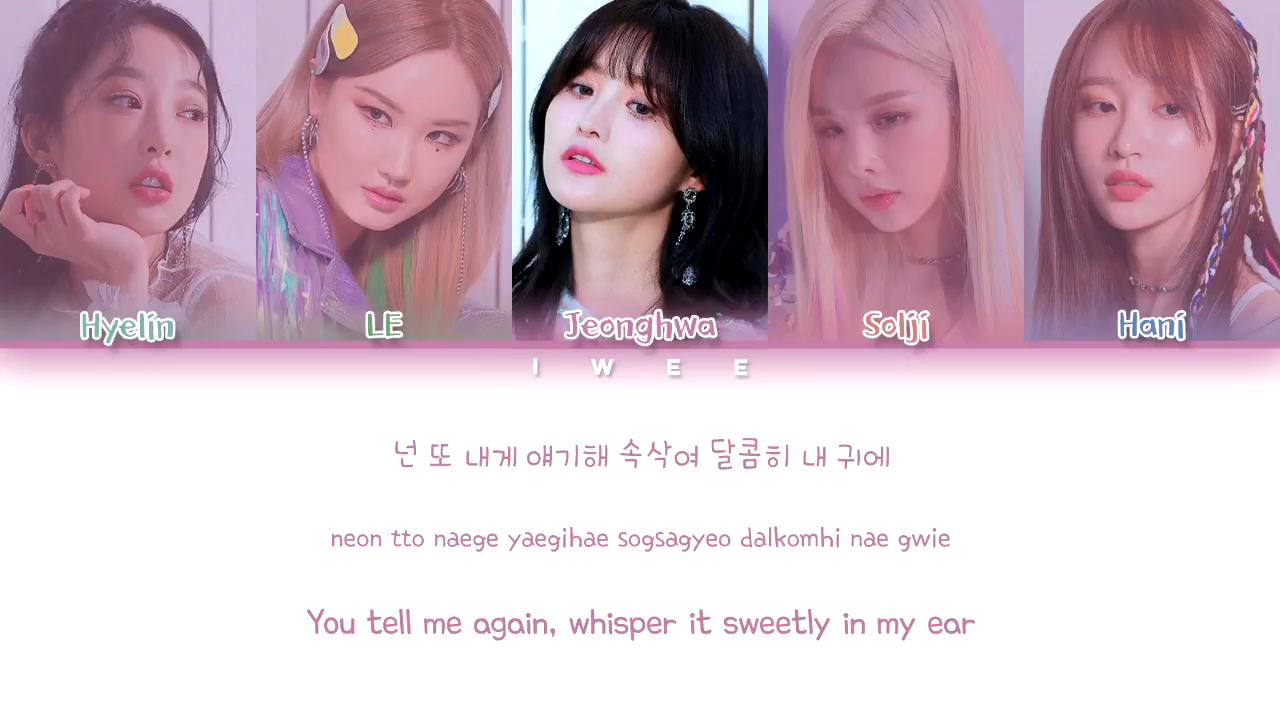 Hyelin LE Jeonghwa Solji Hani
I W E E
넌 또 내게 얘기해 속삭여 달콤히 내 귀에
neon tto naege yaegihae sogsagyeo dalkomhi nae gwie
You tell me again, whisper it sweetly in my ear